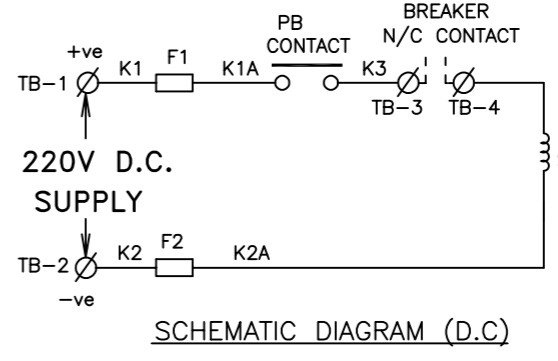 BREAKER
N/C CONTACT
PB
CONTACT
+ve
K1
F1
K1A
K3
TB-1
TB-3
TB-4
220V D.C.
SUPPLY
K2
F2
K2A
TB-2
-ve
SCHEMATIC DIAGRAM (D.C)